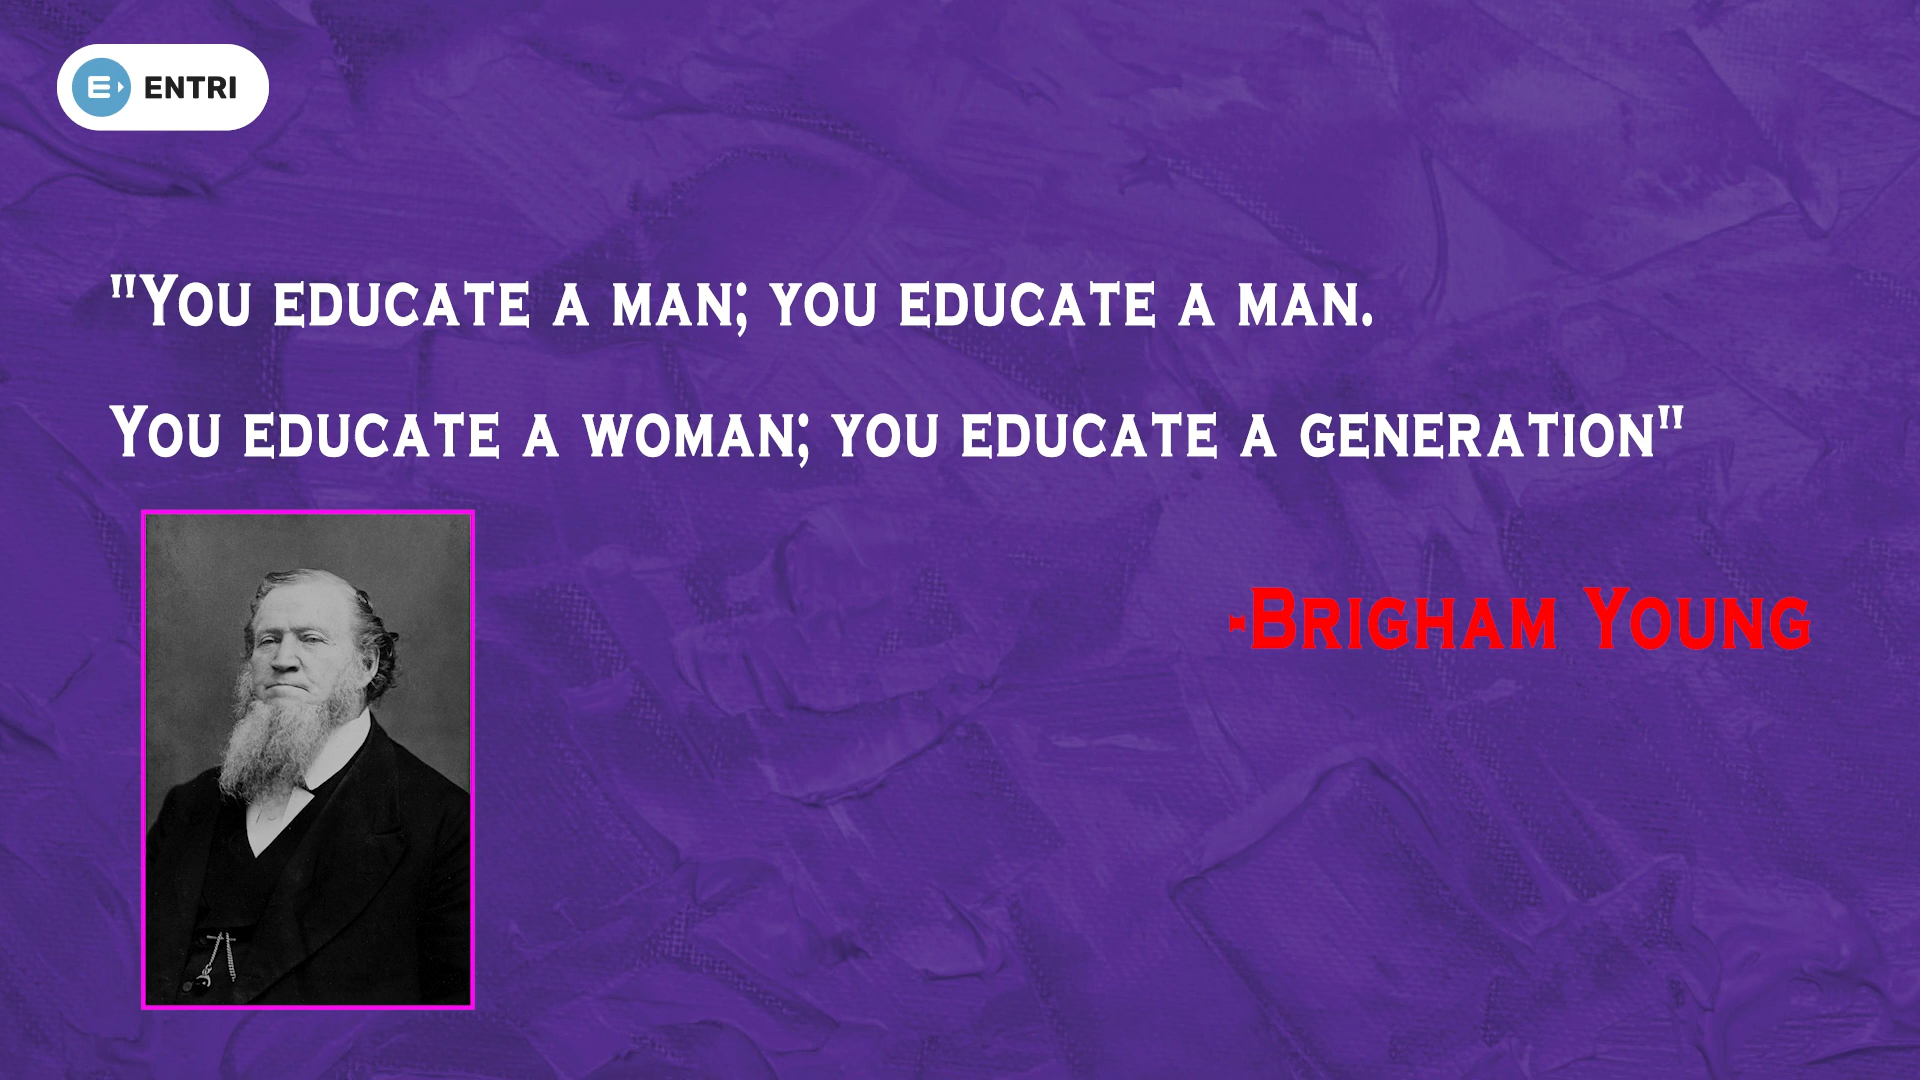 ENTRI
"You educate a man; you educate a man.
You educate a woman; you educate a generation"
-Brigham Young